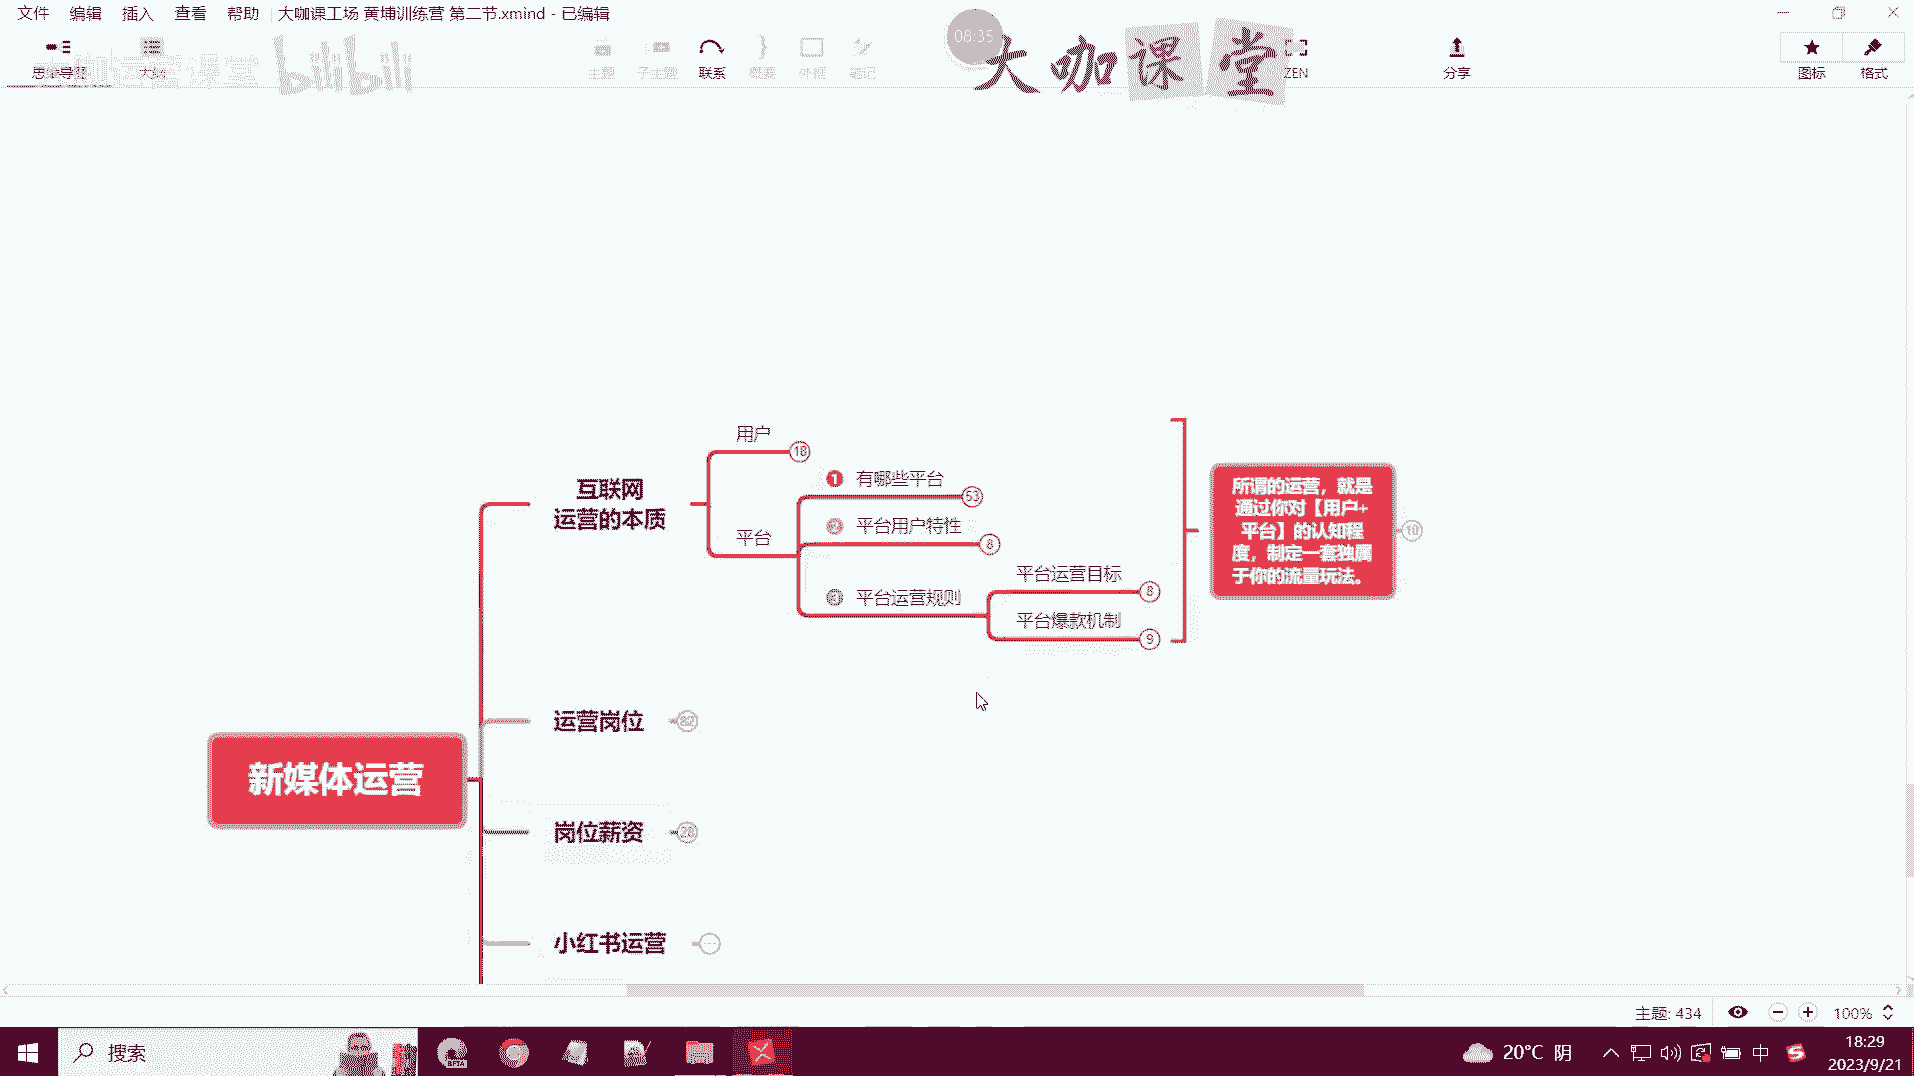 文件 编辑 插入 查看 帮助 大咖课工场 黄埔训练营 第二节.xmind - 已编辑
08:35
大咖课堂
bilibili
思维导图 大纲 主题 子主题 联系 概要 外框 笔记 ZEN 分享 图标 格式
用户
18
1 有哪些平台
53
互联网
运营的本质
2 平台用户特性
8
平台
3 平台运营规则
平台运营目标
8
平台爆款机制
9
所谓的运营，就是
通过你对【用户+
平台】的认知程
度，制定一套独属
于你的流量玩法。
10
运营岗位
82
新媒体运营
岗位薪资
28
小红书运营
主题: 434
100%
搜索
BETA
20°C 阴
中
18:29
2023/9/21